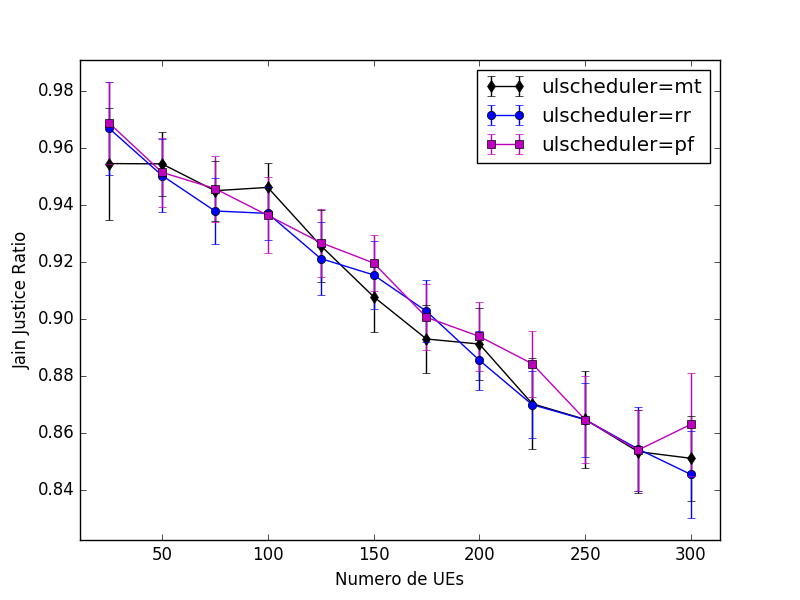 ulscheduler=mt
ulscheduler=rr
ulscheduler=pf
Jain Justice Ratio
0.98
0.96
0.94
0.92
0.90
0.88
0.86
0.84
50 100 150 200 250 300
Numero de UEs